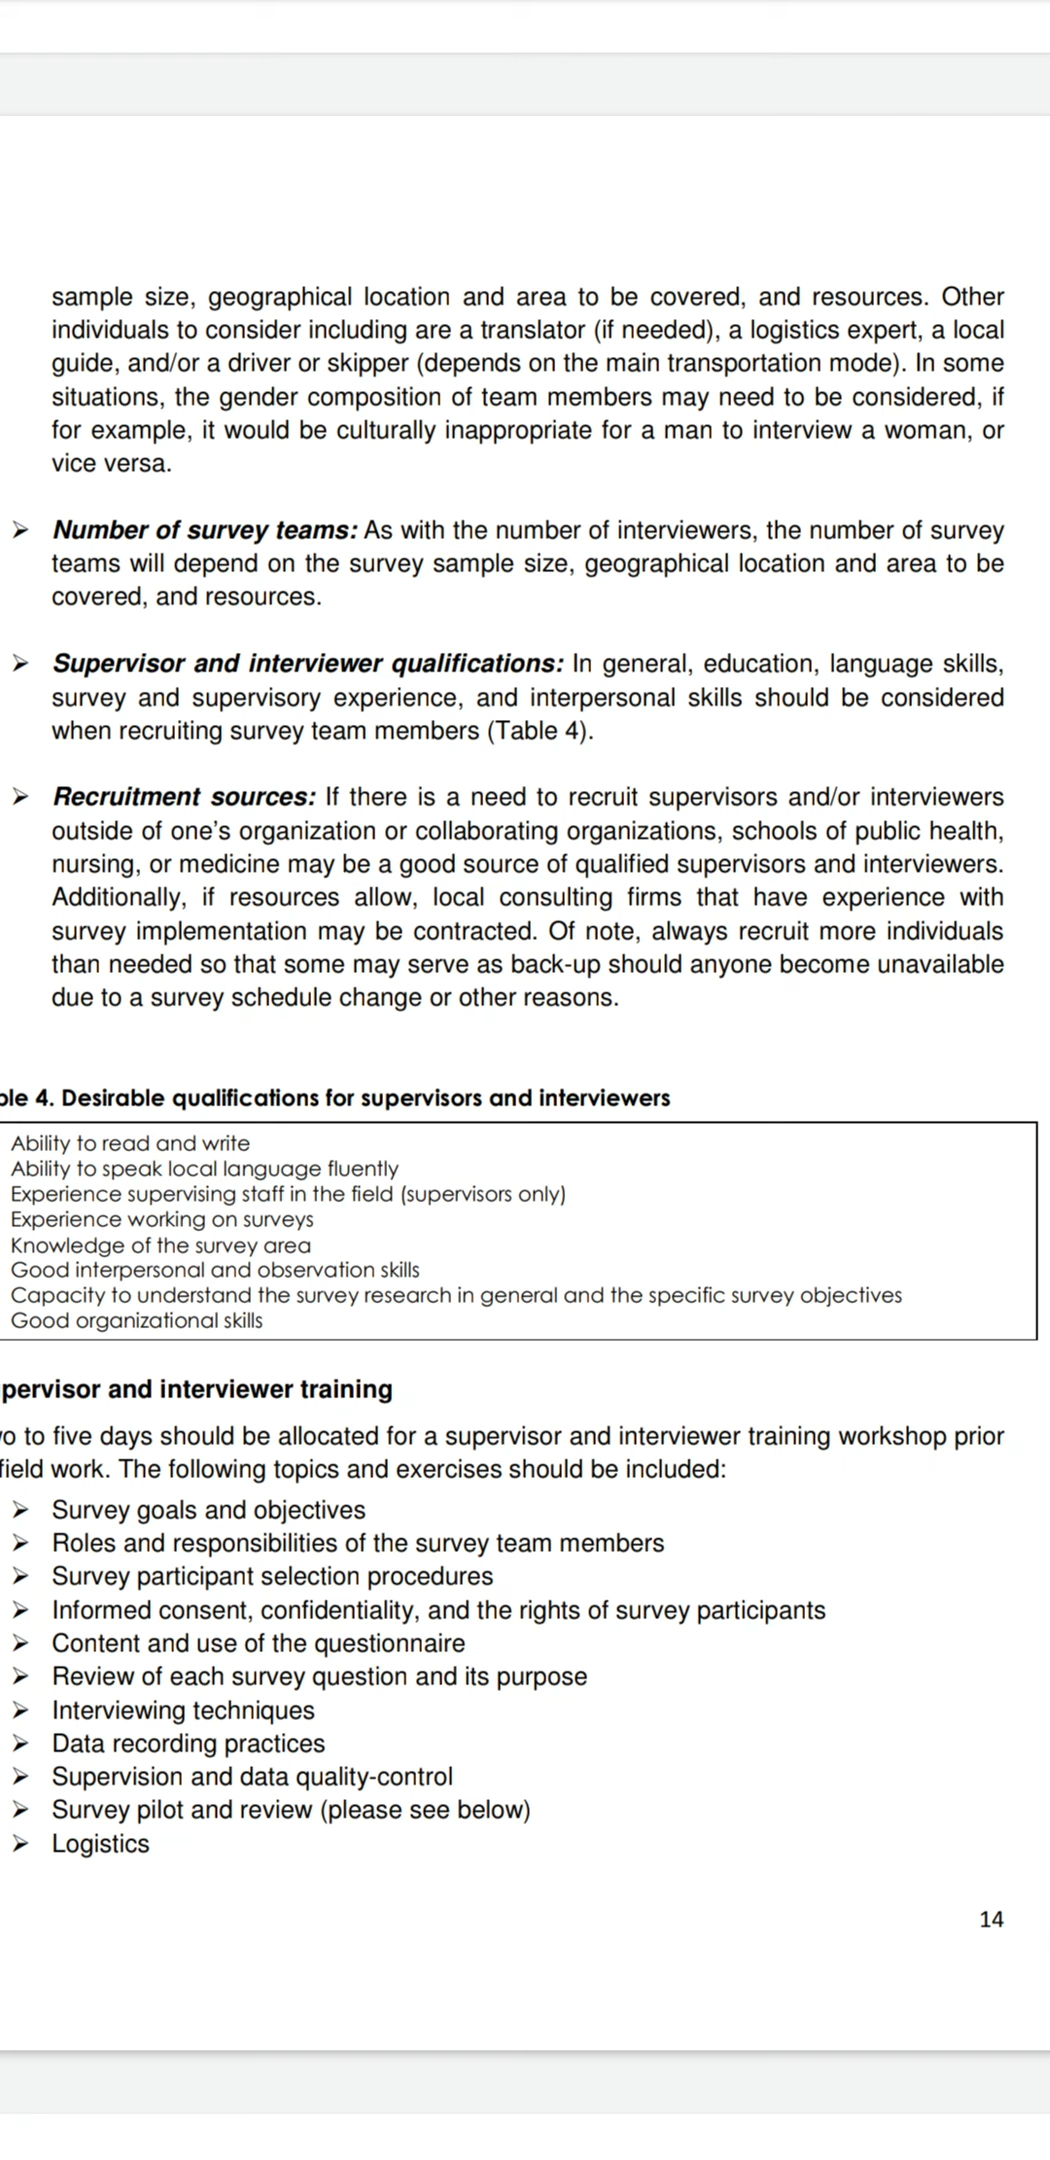 sample size, geographical location and area to be covered, and resources. Other
individuals to consider including are a translator (if needed), a logistics expert, a local
guide, and/or a driver or skipper (depends on the main transportation mode). In some
situations, the gender composition of team members may need to be considered, if
for example, it would be culturally inappropriate for a man to interview a woman, or
vice versa.
➢ Number of survey teams: As with the number of interviewers, the number of survey
teams will depend on the survey sample size, geographical location and area to be
covered, and resources.
➢ Supervisor and interviewer qualifications: In general, education, language skills,
survey and supervisory experience, and interpersonal skills should be considered
when recruiting survey team members (Table 4).
➢ Recruitment sources: If there is a need to recruit supervisors and/or interviewers
outside of one's organization or collaborating organizations, schools of public health,
nursing, or medicine may be a good source of qualified supervisors and interviewers.
Additionally, if resources allow, local consulting firms that have experience with
survey implementation may be contracted. Of note, always recruit more individuals
than needed so that some may serve as back-up should anyone become unavailable
due to a survey schedule change or other reasons.
ble 4. Desirable qualifications for supervisors and interviewers
Ability to read and write
Ability to speak local language fluently
Experience supervising staff in the field (supervisors only)
Experience working on surveys
Knowledge of the survey area
Good interpersonal and observation skills
Capacity to understand the survey research in general and the specific survey objectives
Good organizational skills
pervisor and interviewer training
o to five days should be allocated for a supervisor and interviewer training workshop prior
field work. The following topics and exercises should be included:
➢ Survey goals and objectives
➢ Roles and responsibilities of the survey team members
➢ Survey participant selection procedures
➢ Informed consent, confidentiality, and the rights of survey participants
➢ Content and use of the questionnaire
➢ Review of each survey question and its purpose
➢ Interviewing techniques
➢ Data recording practices
➢ Supervision and data quality-control
➢ Survey pilot and review (please see below)
➢ Logistics
14